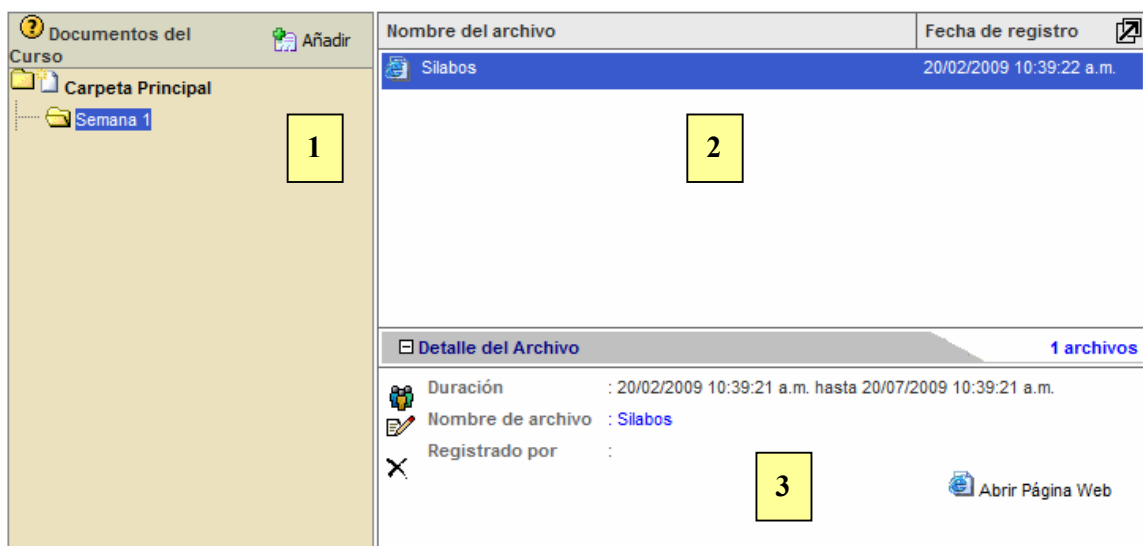 Documentos del
Curso
Añadir
Carpeta Principal
Semana 1
1
Nombre del archivo Fecha de registro
Silabos 20/02/2009 10:39:22 a.m.
2
Detalle del Archivo 1 archivos
Duración : 20/02/2009 10:39:21 a.m. hasta 20/07/2009 10:39:21 a.m.
Nombre de archivo : Silabos
Registrado por :
3
Abrir Página Web